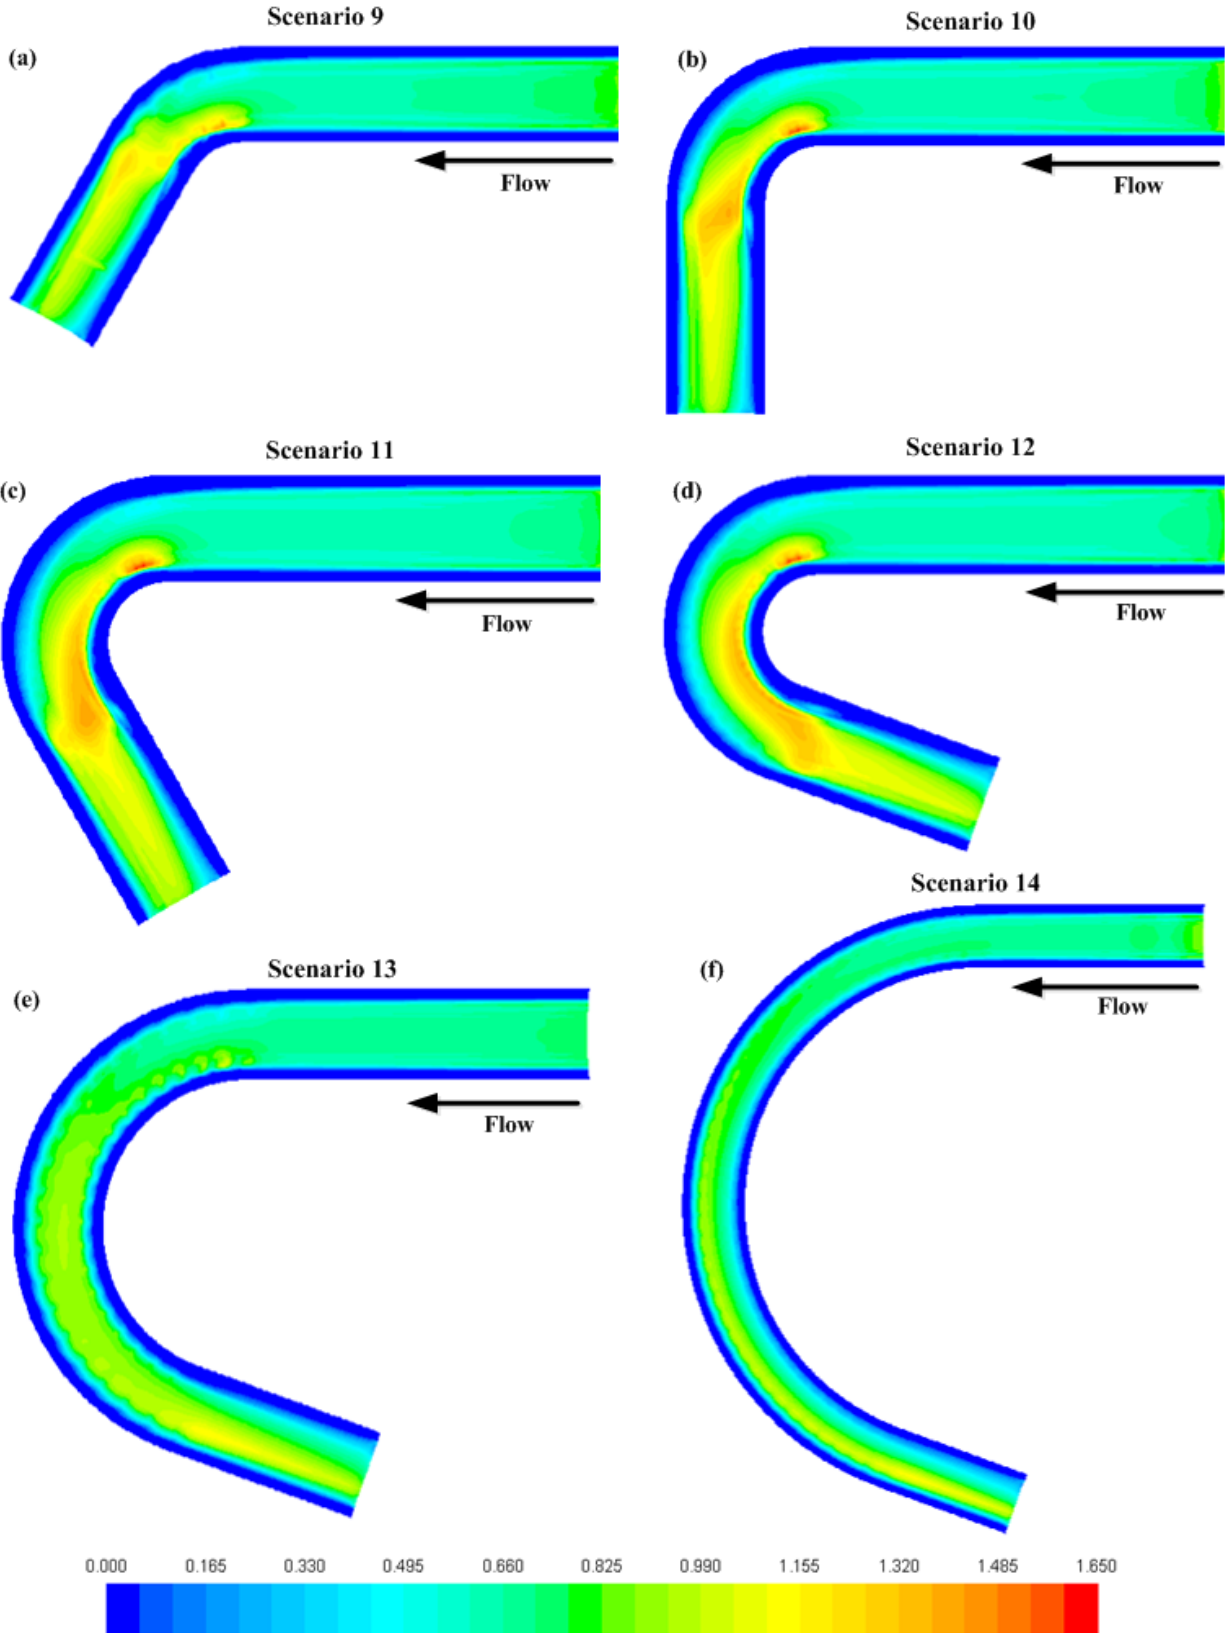 Scenario 9
Scenario 10
(a)
(b)
Flow
Flow
Scenario 11
Scenario 12
(c)
(d)
Flow
Flow
Scenario 13
Scenario 14
(e)
(f)
Flow
Flow
0.000 0.165 0.330 0.495 0.660 0.825 0.990 1.155 1.320 1.485 1.650